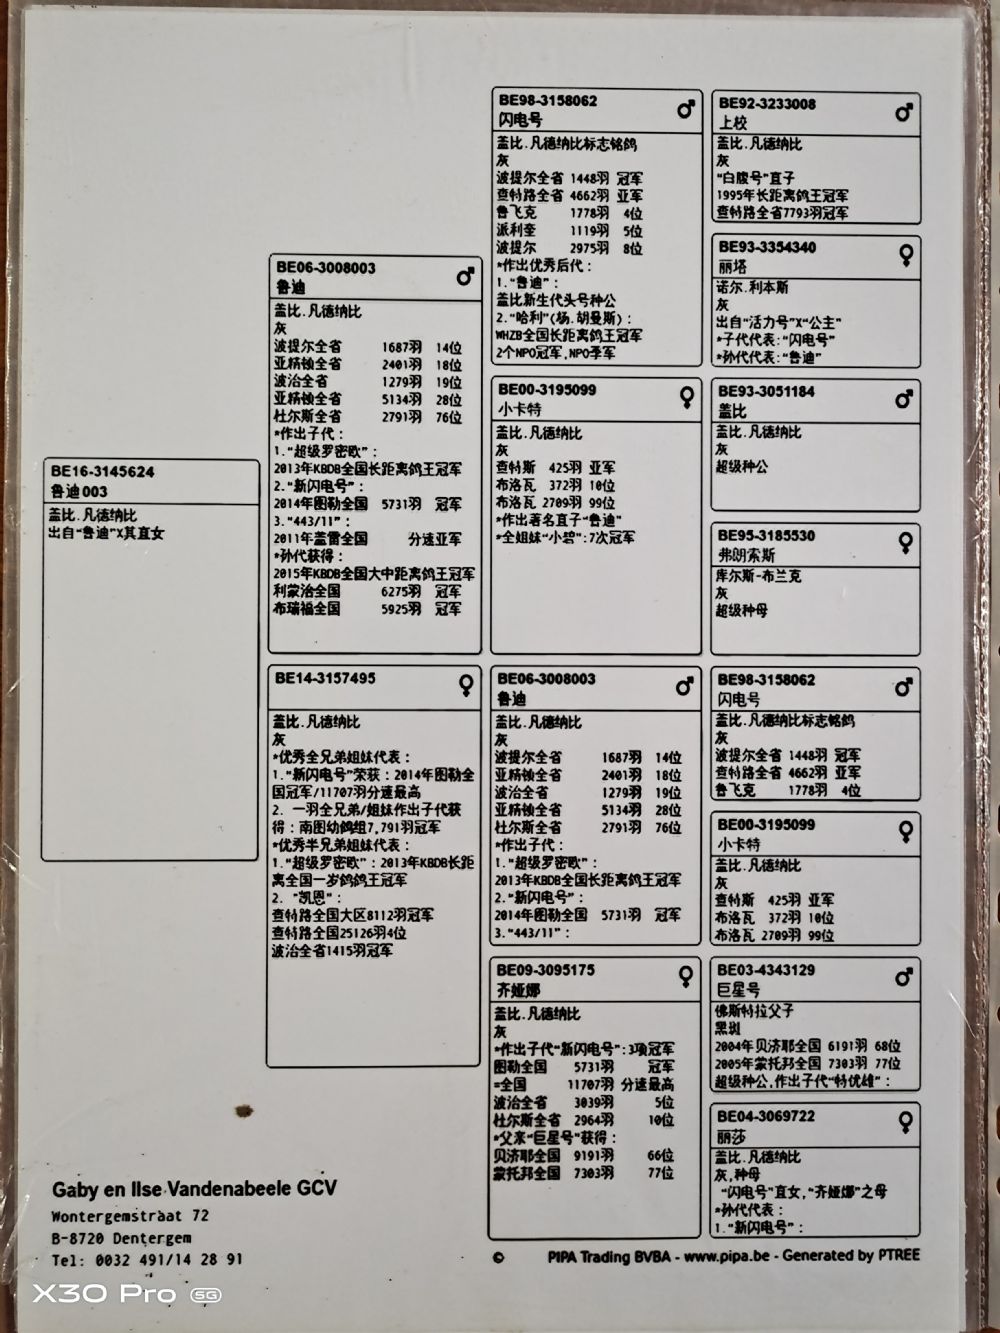 BE16-3145624
鲁迪003
盖比.凡德纳比
出自“鲁迪”X其直女
BE06-3008003 ♂
鲁迪
盖比.凡德纳比
灰
波提尔全省 1687羽 14位
亚精顿全省 2401羽 18位
波治全省 1279羽 19位
亚精顿全省 5134羽 28位
杜尔斯全省 2791羽 76位
*作出子代：
1.“超级罗密欧”：
2013年KBDB全国长距离鸽王冠军
2.“新闪电号”：
2014年图勒全国 5731羽 冠军
3.“443/11”：
2011年盖雷全国 分速亚军
*孙代获得：
2015年KBDB全国大中距离鸽王冠军
利蒙治全国 6275羽 冠军
布瑞福全国 5925羽 冠军
BE14-3157495 ♀
盖比.凡德纳比
灰
*优秀全兄弟姐妹代表：
1.“新闪电号”荣获：2014年图勒全
国冠军/11707羽分速最高
2. 一羽全兄弟/姐妹作出子代获
得：南图幼鸽组7,791羽冠军
*优秀半兄弟姐妹代表：
1.“超级罗密欧”：2013年KBDB长距
离全国一岁鸽鸽王冠军
2. “凯恩”：
查特路全国大区8112羽冠军
查特路全国25126羽4位
波治全省1415羽冠军
BE98-3158062 ♂
闪电号
盖比.凡德纳比标志铭鸽
灰
波提尔全省 1448羽 冠军
查特路全省 4662羽 亚军
鲁飞克 1778羽 4位
派利奎 1119羽 5位
波提尔 2975羽 8位
*作出优秀后代：
1.“鲁迪”：
盖比新生代头号种公
2.“哈利”(杨.胡曼斯)：
WHZB全国长距离鸽王冠军
2个NPO冠军,NPO季军
BE00-3195099 ♀
小卡特
盖比.凡德纳比
灰
查特斯 425羽 亚军
布洛瓦 372羽 10位
布洛瓦 2709羽 99位
*作出著名直子“鲁迪”
*全姐妹“小碧”:7次冠军
BE06-3008003 ♂
鲁迪
盖比.凡德纳比
灰
波提尔全省 1687羽 14位
亚精顿全省 2401羽 18位
波治全省 1279羽 19位
亚精顿全省 5134羽 28位
杜尔斯全省 2791羽 76位
*作出子代：
1.“超级罗密欧”：
2013年KBDB全国长距离鸽王冠军
2.“新闪电号”：
2014年图勒全国 5731羽 冠军
3.“443/11”：
BE09-3095175 ♀
齐娅娜
盖比.凡德纳比
灰
*作出子代“新闪电号”:3项冠军
图勒全国 5731羽 冠军
=全国 11707羽 分速最高
波治全省 3039羽 5位
杜尔斯全省 2964羽 10位
*父亲“巨星号”获得：
贝济耶全国 9191羽 66位
蒙托邦全国 7303羽 77位
BE92-3233008 ♂
上校
盖比.凡德纳比
灰
“白腹号”直子
1995年长距离鸽王冠军
查特路全省7793羽冠军
BE93-3354340 ♀
丽塔
诺尔.利本斯
灰
出自“活力号”X“公主”
*子代代表:“闪电号”
*孙代代表:“鲁迪”
BE93-3051184 ♂
盖比
盖比.凡德纳比
灰
超级种公
BE95-3185530 ♀
弗朗索斯
库尔斯-布兰克
灰
超级种母
BE98-3158062 ♂
闪电号
盖比.凡德纳比标志铭鸽
灰
波提尔全省 1448羽 冠军
查特路全省 4662羽 亚军
鲁飞克 1778羽 4位
BE00-3195099 ♀
小卡特
盖比.凡德纳比
灰
查特斯 425羽 亚军
布洛瓦 372羽 10位
布洛瓦 2709羽 99位
BE03-4343129 ♂
巨星号
佛斯特拉父子
黑斑
2004年贝济耶全国 6191羽 68位
2005年蒙托邦全国 7303羽 77位
超级种公,作出子代“特优雄”：
BE04-3069722 ♀
丽莎
盖比.凡德纳比
灰,种母
“闪电号”直女,“齐娅娜”之母
*孙代代表：
1.“新闪电号”：
Gaby en Ilse Vandenabeele GCV
Wontergemstraat 72
B-8720 Dentergem
Tel: 0032 491/14 28 91
© PIPA Trading BVBA - www.pipa.be - Generated by PTREE
X30 Pro 5G